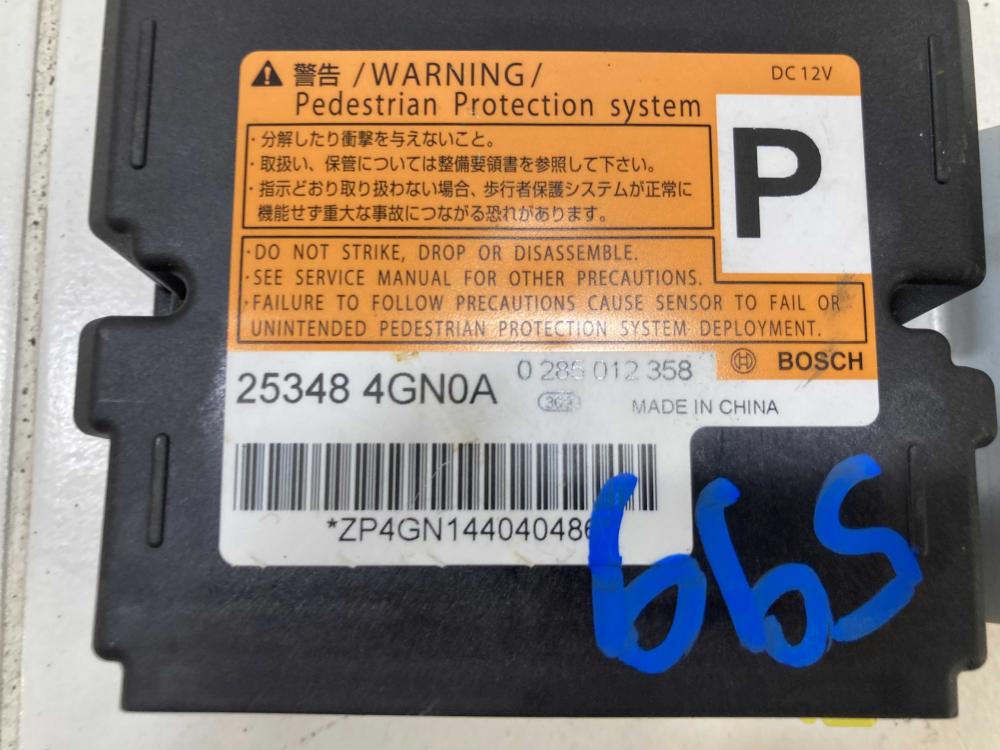 警告 /WARNING/
DC 12V
Pedestrian Protection system
P
・分解したり衝撃を与えないこと。
・取扱い、保管については整備要領書を参照して下さい。
・指示どおり取り扱わない場合、歩行者保護システムが正常に
機能せず重大な事故につながる恐れがあります。
·DO NOT STRIKE, DROP OR DISASSEMBLE.
·SEE SERVICE MANUAL FOR OTHER PRECAUTIONS.
·FAILURE TO FOLLOW PRECAUTIONS CAUSE SENSOR TO FAIL OR
UNINTENDED PEDESTRIAN PROTECTION SYSTEM DEPLOYMENT.
BOSCH
25348 4GN0A
0 285 012 358
MADE IN CHINA